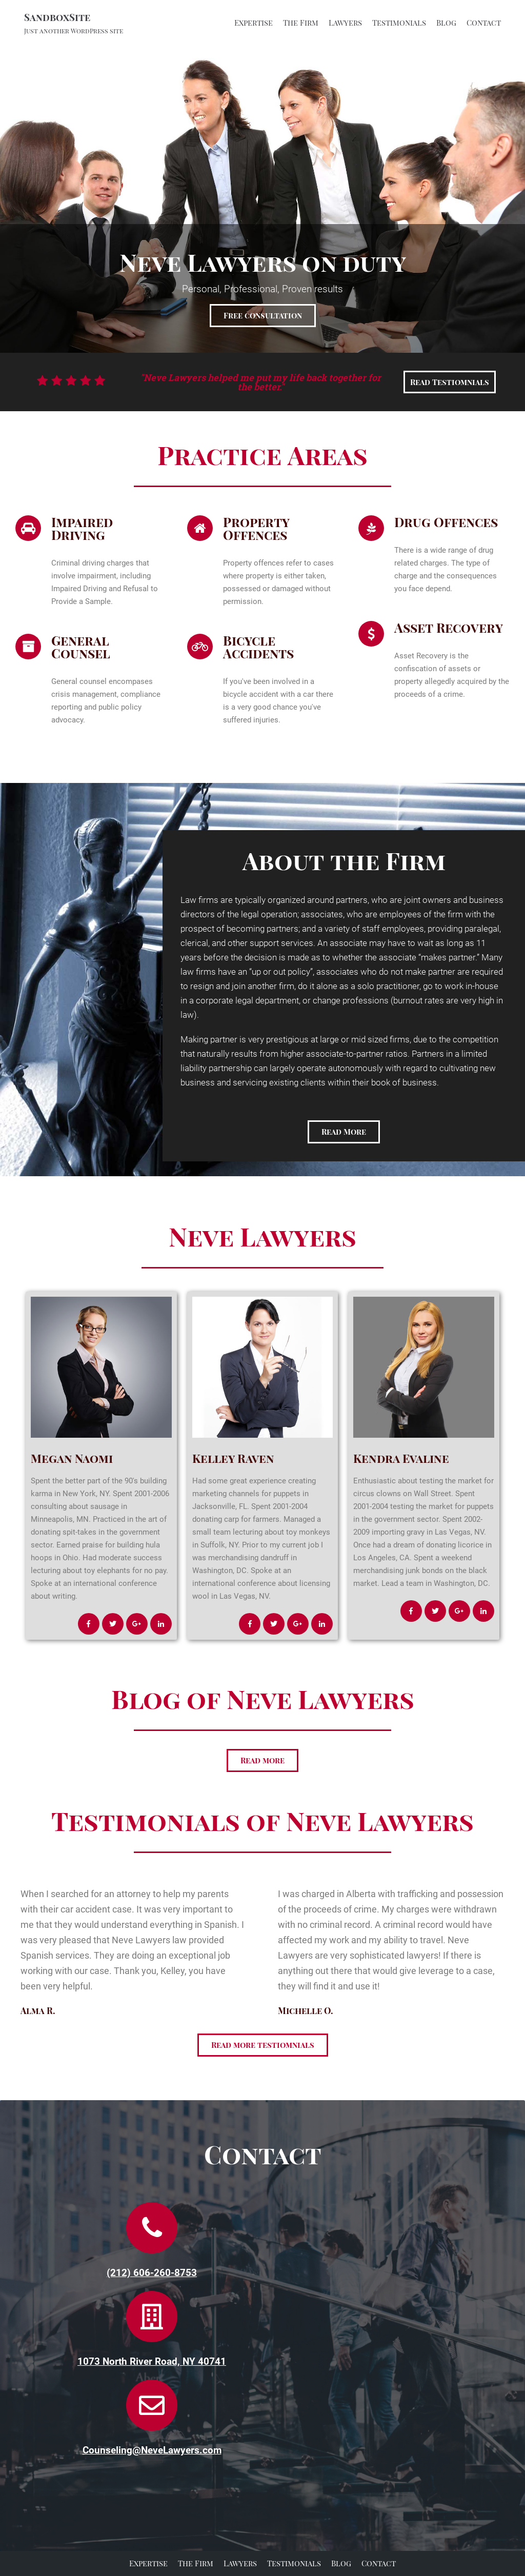 SandboxSite
Just another WordPress site
Expertise The Firm Lawyers Testimonials Blog Contact
Neve Lawyers on duty
Personal, Professional, Proven results
Free consultation
"Neve Lawyers helped me put my life back together for
the better."
Read Testiomnials
Practice Areas
Impaired
Driving
Criminal driving charges that
involve impairment, including
Impaired Driving and Refusal to
Provide a Sample.
General
Counsel
General counsel encompases
crisis management, compliance
reporting and public policy
advocacy.
Property
Offences
Property offences refer to cases
where property is either taken,
possessed or damaged without
permission.
Bicycle
Accidents
If you've been involved in a
bicycle accident with a car there
is a very good chance you've
suffered injuries.
Drug Offences
There is a wide range of drug
related charges. The type of
charge and the consequences
you face depend.
Asset Recovery
Asset Recovery is the
confiscation of assets or
property allegedly acquired by the
proceeds of a crime.
About the Firm
Law firms are typically organized around partners, who are joint owners and business
directors of the legal operation; associates, who are employees of the firm with the
prospect of becoming partners; and a variety of staff employees, providing paralegal,
clerical, and other support services. An associate may have to wait as long as 11
years before the decision is made as to whether the associate “makes partner.” Many
law firms have an “up or out policy”, associates who do not make partner are required
to resign and join another firm, do it alone as a solo practitioner, go to work in-house
in a corporate legal department, or change professions (burnout rates are very high in
law).
Making partner is very prestigious at large or mid sized firms, due to the competition
that naturally results from higher associate-to-partner ratios. Partners in a limited
liability partnership can largely operate autonomously with regard to cultivating new
business and servicing existing clients within their book of business.
Read More
Neve Lawyers
Megan Naomi
Spent the better part of the 90's building
karma in New York, NY. Spent 2001-2006
consulting about sausage in
Minneapolis, MN. Practiced in the art of
donating spit-takes in the government
sector. Earned praise for building hula
hoops in Ohio. Had moderate success
lecturing about toy elephants for no pay.
Spoke at an international conference
about writing.
Kelley Raven
Had some great experience creating
marketing channels for puppets in
Jacksonville, FL. Spent 2001-2004
donating carp for farmers. Managed a
small team lecturing about toy monkeys
in Suffolk, NY. Prior to my current job I
was merchandising dandruff in
Washington, DC. Spoke at an
international conference about licensing
wool in Las Vegas, NV.
Kendra Evaline
Enthusiastic about testing the market for
circus clowns on Wall Street. Spent
2001-2004 testing the market for puppets
in the government sector. Spent 2002-
2009 importing gravy in Las Vegas, NV.
Once had a dream of donating licorice in
Los Angeles, CA. Spent a weekend
merchandising junk bonds on the black
market. Lead a team in Washington, DC.
Blog of Neve Lawyers
Read more
Testimonials of Neve Lawyers
When I searched for an attorney to help my parents
with their car accident case. It was very important to
me that they would understand everything in Spanish. I
was very pleased that Neve Lawyers law provided
Spanish services. They are doing an exceptional job
working with our case. Thank you, Kelley, you have
been very helpful.
Alma R.
I was charged in Alberta with trafficking and possession
of the proceeds of crime. My charges were withdrawn
with no criminal record. A criminal record would have
affected my work and my ability to travel. Neve
Lawyers are very sophisticated lawyers! If there is
anything out there that would give leverage to a case,
they will find it and use it!
Michelle O.
Read more testiomnials
Contact
(212) 606-260-8753
1073 North River Road, NY 40741
Counseling@NeveLawyers.com
Expertise The Firm Lawyers Testimonials Blog Contact